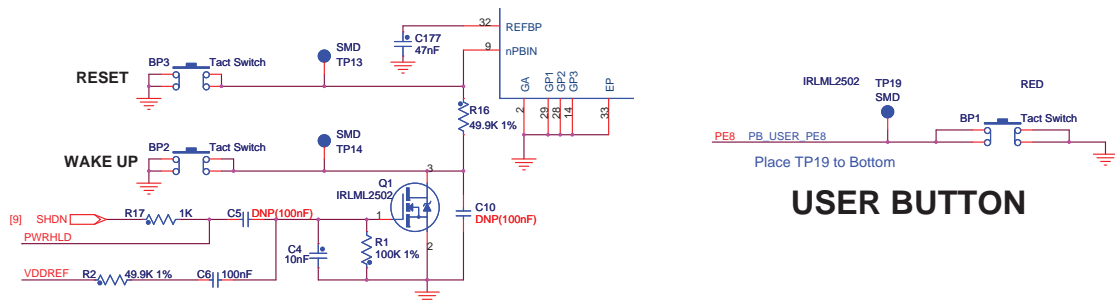 32
REFBP
C177
47nF
9
nPBIN
SMD
TP13
BP3
Tact Switch
RESET
GA
GP1
GP2
GP3
EP
2
29
28
14
33
R16
49.9K 1%
SMD
TP14
BP2
Tact Switch
WAKE UP
3
Q1
IRLML2502
1
2
C10
DNP(100nF)
[9]
SHDN
R17
1K
C5
DNP(100nF)
PWRHLD
C4
10nF
R1
100K 1%
VDDREF
R2
49.9K 1%
C6
100nF
IRLML2502
TP19
SMD
RED
BP1
Tact Switch
PE8
PB_USER_PE8
Place TP19 to Bottom
USER BUTTON